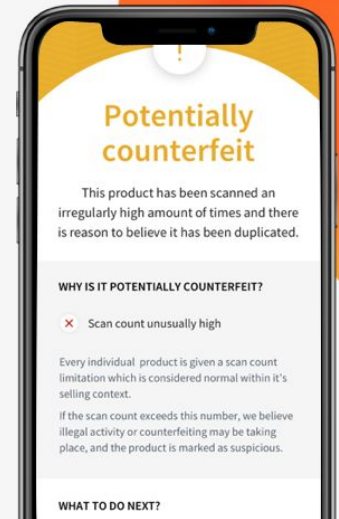 !
Potentially
counterfeit
This product has been scanned an
irregularly high amount of times and there
is reason to believe it has been duplicated.
WHY IS IT POTENTIALLY COUNTERFEIT?
Scan count unusually high
Every individual product is given a scan count
limitation which is considered normal within it's
selling context.
If the scan count exceeds this number, we believe
illegal activity or counterfeiting may be taking
place, and the product is marked as suspicious.
WHAT TO DO NEXT?